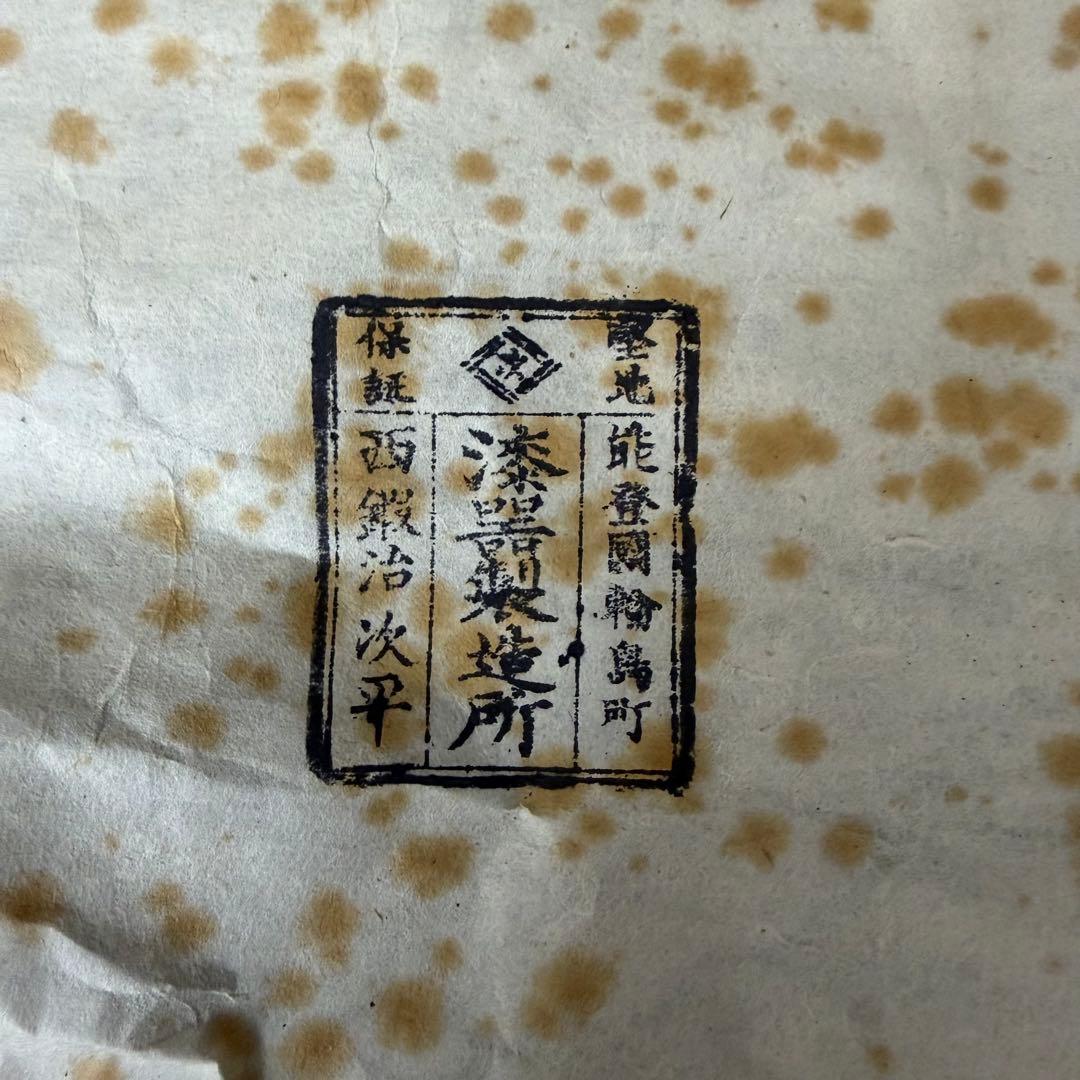 堅地
保証
能登國輪島町
漆器製造所
西鍛治次平